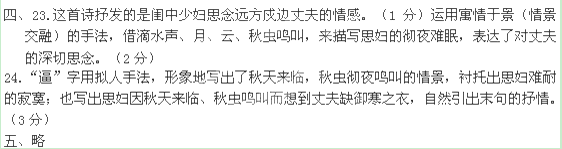 四、23.这首诗抒发的是闺中少妇思念远方戍边丈夫的情感。（1 分）运用寓情于景（情景
交融）的手法，借滴水声、月、云、秋虫鸣叫，来描写思妇的彻夜难眠，表达了对丈夫
的深切思念。（2分）
24.“逼”字用拟人手法，形象地写出了秋天来临，秋虫彻夜鸣叫的情景，衬托出思妇难耐
的寂寞；也写出思妇因秋天来临、秋虫鸣叫而想到丈夫缺御寒之衣，自然引出末句的抒情。
（3分）
五、略